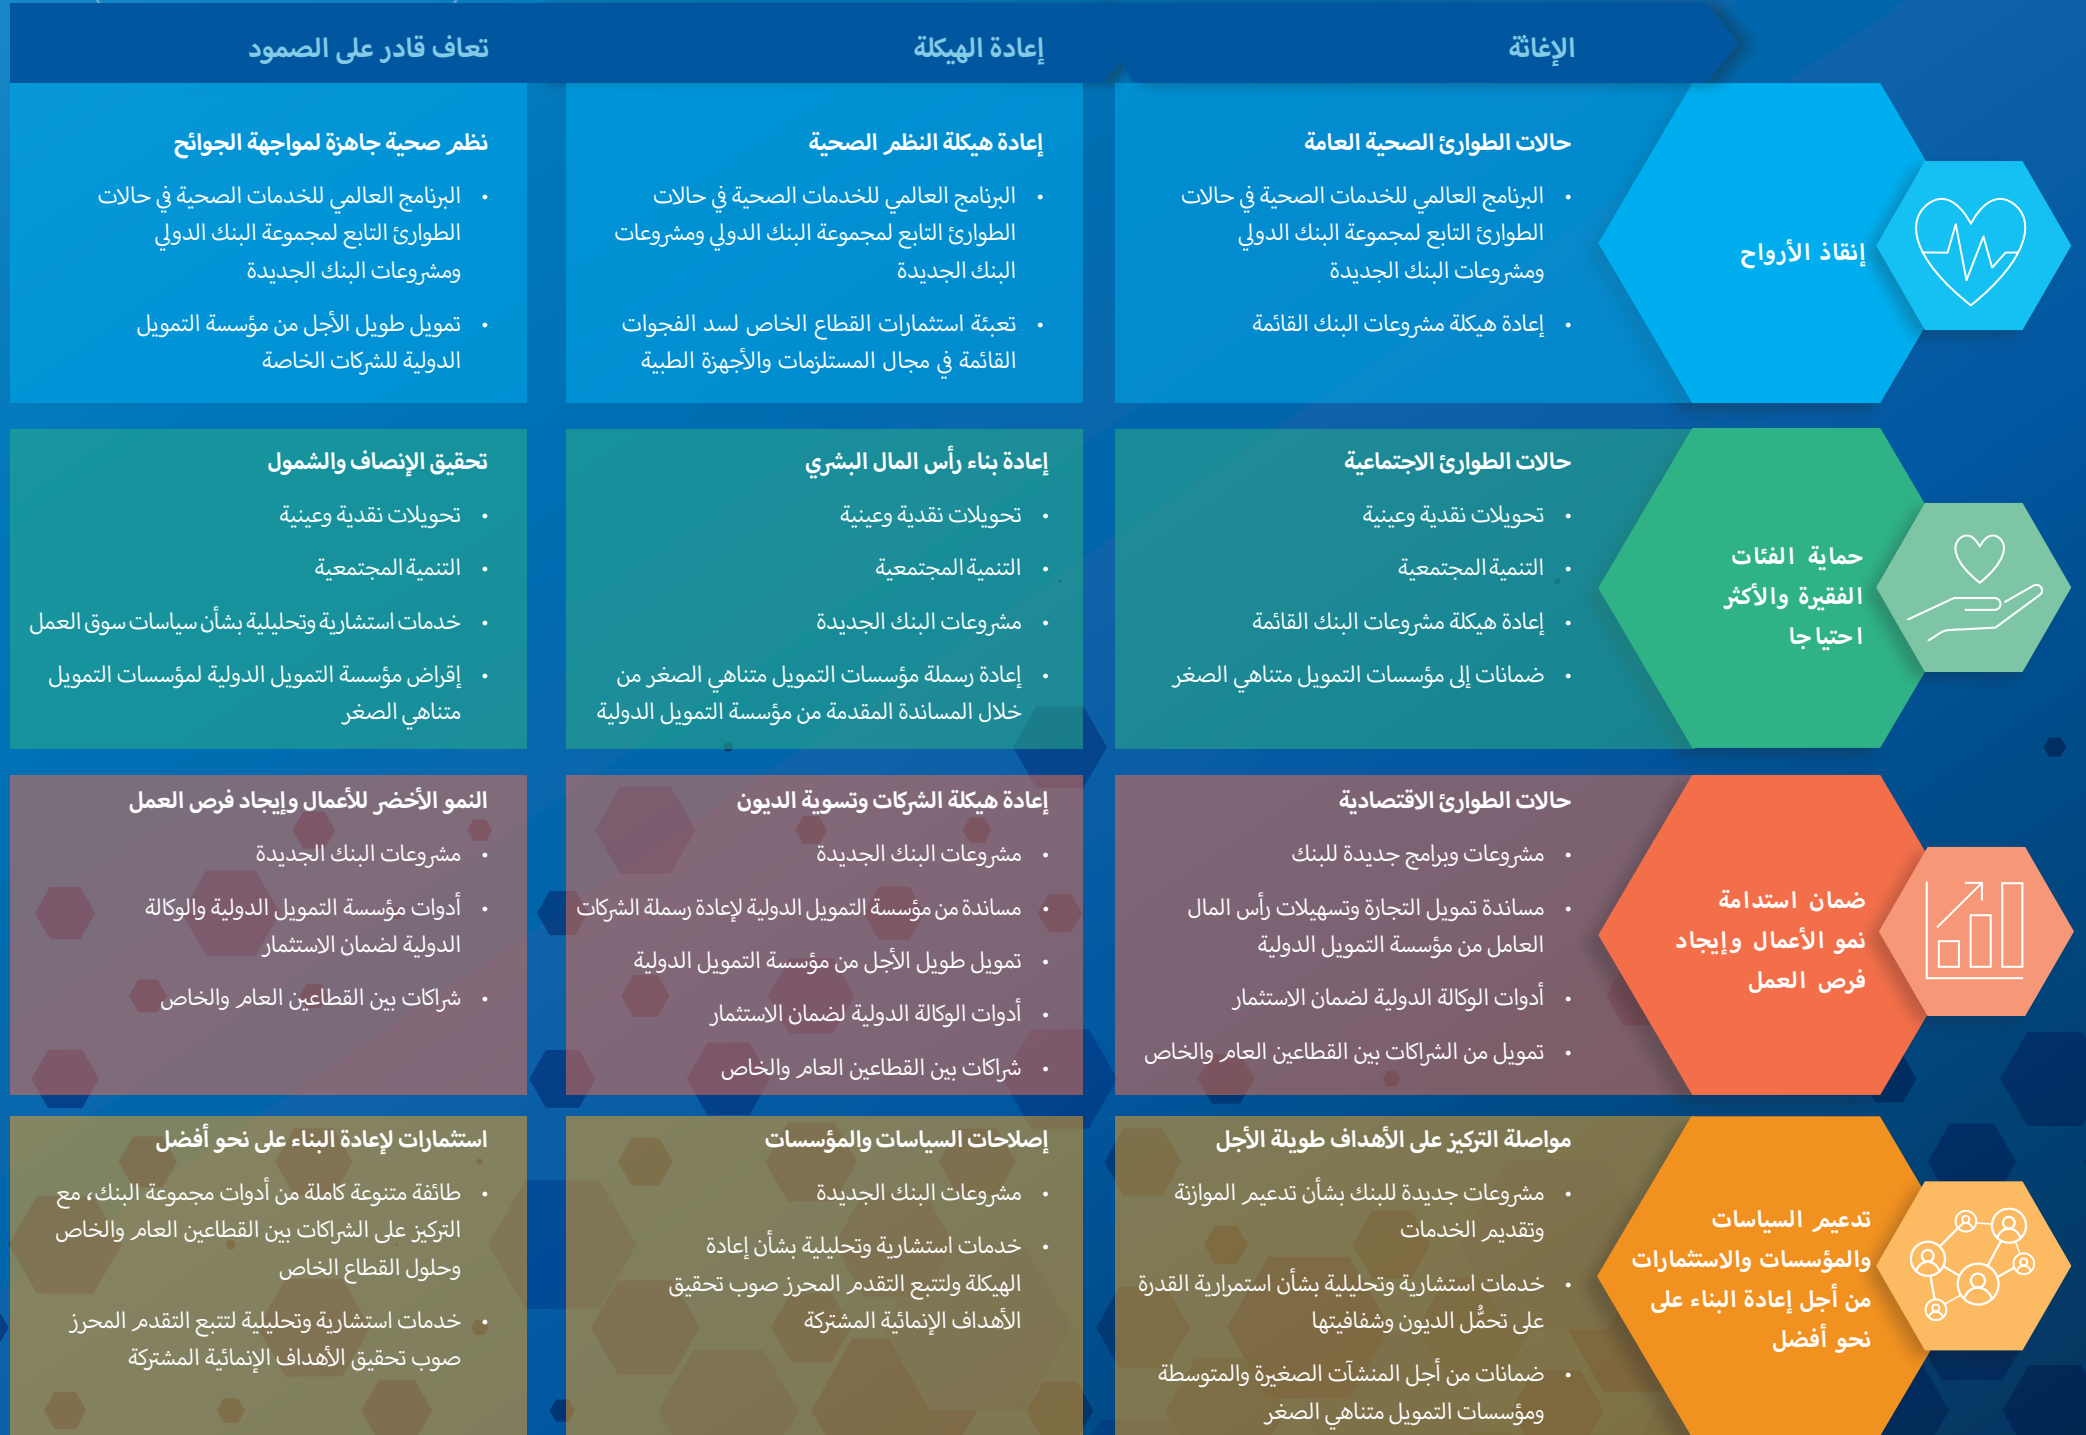 الإغاثة
إعادة الهيكلة
تعاف قادر على الصمود
إنقاذ الأرواح
حالات الطوارئ الصحية العامة
• البرنامج العالمي للخدمات الصحية في حالات
الطوارئ التابع لمجموعة البنك الدولي
ومشروعات البنك الجديدة
• إعادة هيكلة مشروعات البنك القائمة
إعادة هيكلة النظم الصحية
• البرنامج العالمي للخدمات الصحية في حالات
الطوارئ التابع لمجموعة البنك الدولي ومشروعات
البنك الجديدة
• تعبئة استثمارات القطاع الخاص لسد الفجوات
القائمة في مجال المستلزمات والأجهزة الطبية
نظم صحية جاهزة لمواجهة الجوائح
• البرنامج العالمي للخدمات الصحية في حالات
الطوارئ التابع لمجموعة البنك الدولي
ومشروعات البنك الجديدة
• تمويل طويل الأجل من مؤسسة التمويل
الدولية للشركات الخاصة
حماية الفئات
الفقيرة والأكثر
احتياجا
حالات الطوارئ الاجتماعية
• تحويلات نقدية وعينية
• التنمية المجتمعية
• إعادة هيكلة مشروعات البنك القائمة
• ضمانات إلى مؤسسات التمويل متناهي الصغر
إعادة بناء رأس المال البشري
• تحويلات نقدية وعينية
• التنمية المجتمعية
• مشروعات البنك الجديدة
• إعادة رسملة مؤسسات التمويل متناهي الصغر من
خلال المساندة المقدمة من مؤسسة التمويل الدولية
تحقيق الإنصاف والشمول
• تحويلات نقدية وعينية
• التنمية المجتمعية
• خدمات استشارية وتحليلية بشأن سياسات سوق العمل
• إقراض مؤسسة التمويل الدولية لمؤسسات التمويل
متناهي الصغر
ضمان استدامة
نمو الأعمال وإيجاد
فرص العمل
حالات الطوارئ الاقتصادية
• مشروعات وبرامج جديدة للبنك
• مساندة تمويل التجارة وتسهيلات رأس المال
العامل من مؤسسة التمويل الدولية
• أدوات الوكالة الدولية لضمان الاستثمار
• تمويل من الشراكات بين القطاعين العام والخاص
إعادة هيكلة الشركات وتسوية الديون
• مشروعات البنك الجديدة
• مساندة من مؤسسة التمويل الدولية لإعادة رسملة الشركات
• تمويل طويل الأجل من مؤسسة التمويل الدولية
• أدوات الوكالة الدولية لضمان الاستثمار
• شراكات بين القطاعين العام والخاص
النمو الأخضر للأعمال وإيجاد فرص العمل
• مشروعات البنك الجديدة
• أدوات مؤسسة التمويل الدولية والوكالة
الدولية لضمان الاستثمار
• شراكات بين القطاعين العام والخاص
تدعيم السياسات
والمؤسسات والاستثمارات
من أجل إعادة البناء على
نحو أفضل
مواصلة التركيز على الأهداف طويلة الأجل
• مشروعات جديدة للبنك بشأن تدعيم الموازنة
وتقديم الخدمات
• خدمات استشارية وتحليلية بشأن استمرارية القدرة
على تحمُّل الديون وشفافيتها
• ضمانات من أجل المنشآت الصغيرة والمتوسطة
ومؤسسات التمويل متناهي الصغر
إصلاحات السياسات والمؤسسات
• مشروعات البنك الجديدة
• خدمات استشارية وتحليلية بشأن إعادة
الهيكلة ولتتبع التقدم المحرز صوب تحقيق
الأهداف الإنمائية المشتركة
استثمارات لإعادة البناء على نحو أفضل
• طائفة متنوعة كاملة من أدوات مجموعة البنك، مع
التركيز على الشراكات بين القطاعين العام والخاص
وحلول القطاع الخاص
• خدمات استشارية وتحليلية لتتبع التقدم المحرز
صوب تحقيق الأهداف الإنمائية المشتركة